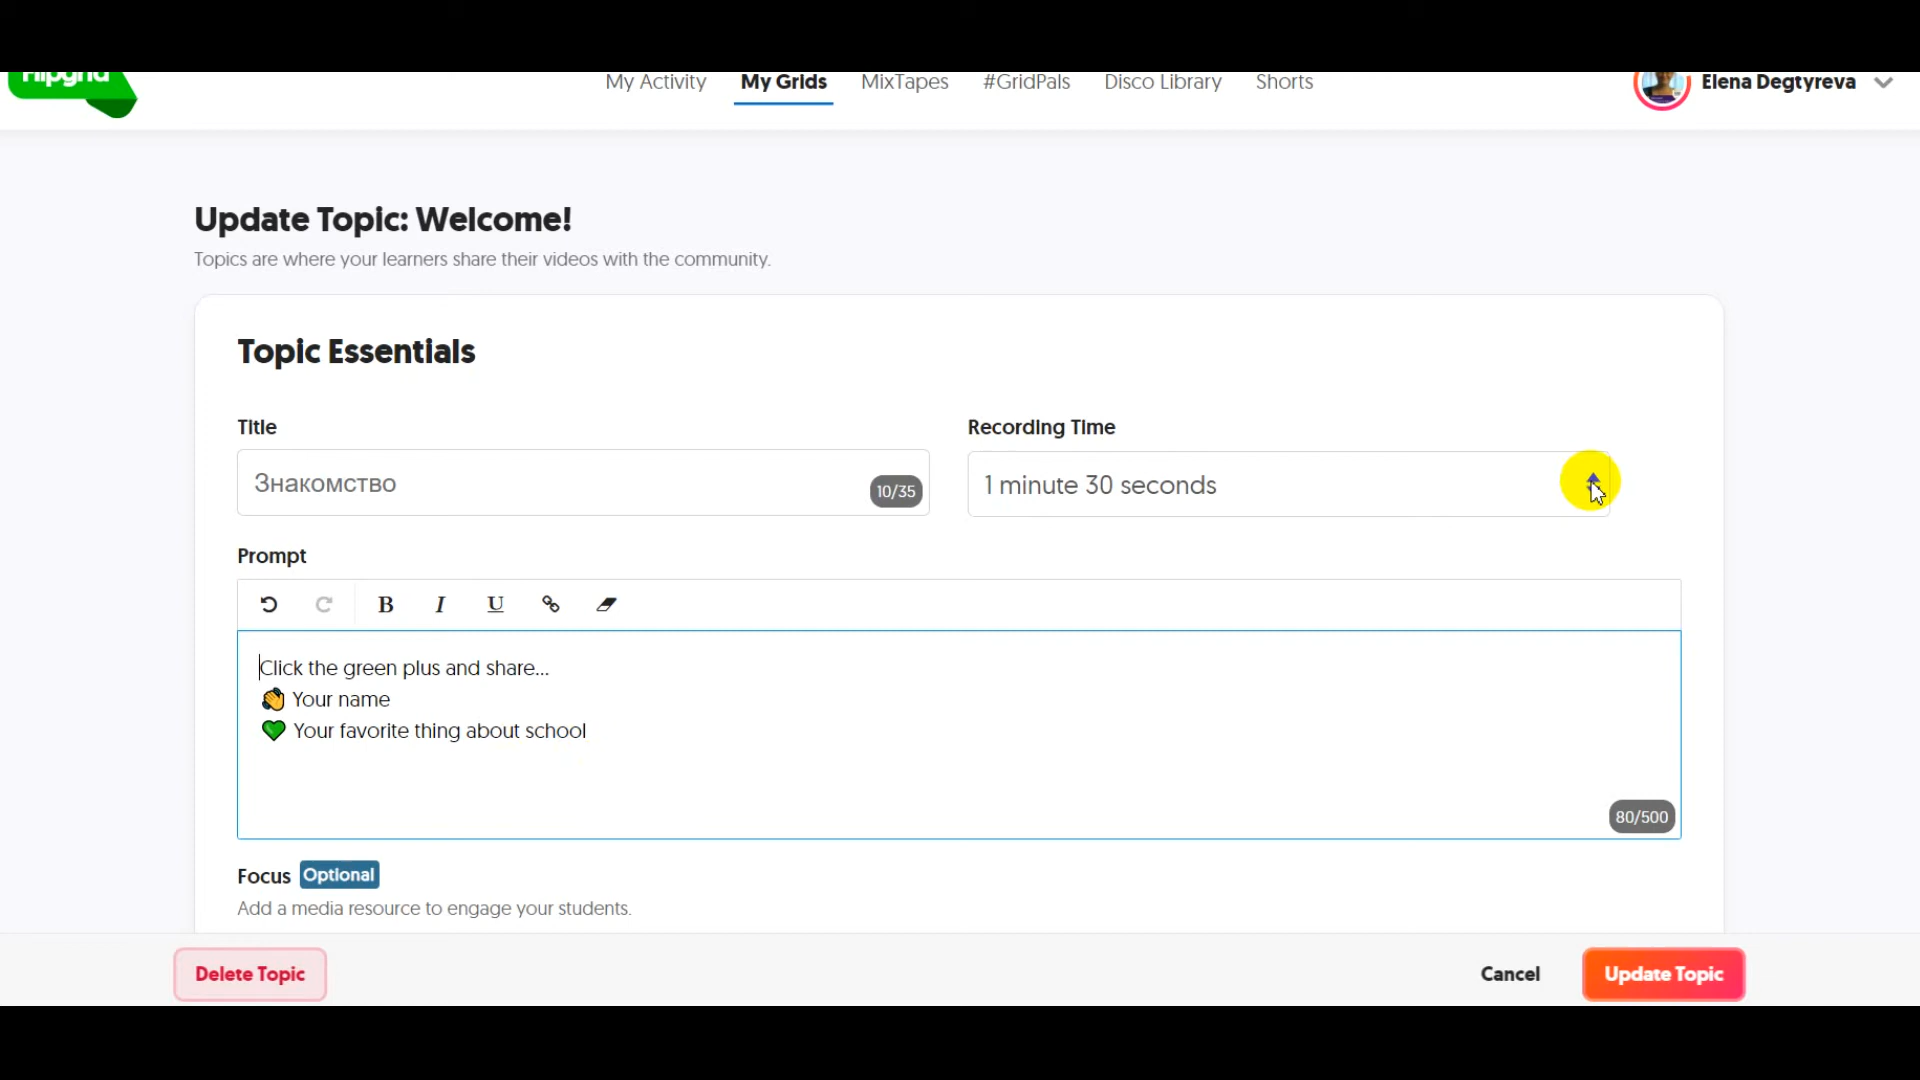 Flipgrid
My Activity My Grids MixTapes #GridPals Disco Library Shorts Elena Degtyreva
Update Topic: Welcome!
Topics are where your learners share their videos with the community.
Topic Essentials
Title Recording Time
Знакомство 10/35 1 minute 30 seconds
Prompt
B I U
Click the green plus and share...
👏 Your name
💚 Your favorite thing about school
80/500
Focus Optional
Add a media resource to engage your students.
Delete Topic Cancel Update Topic